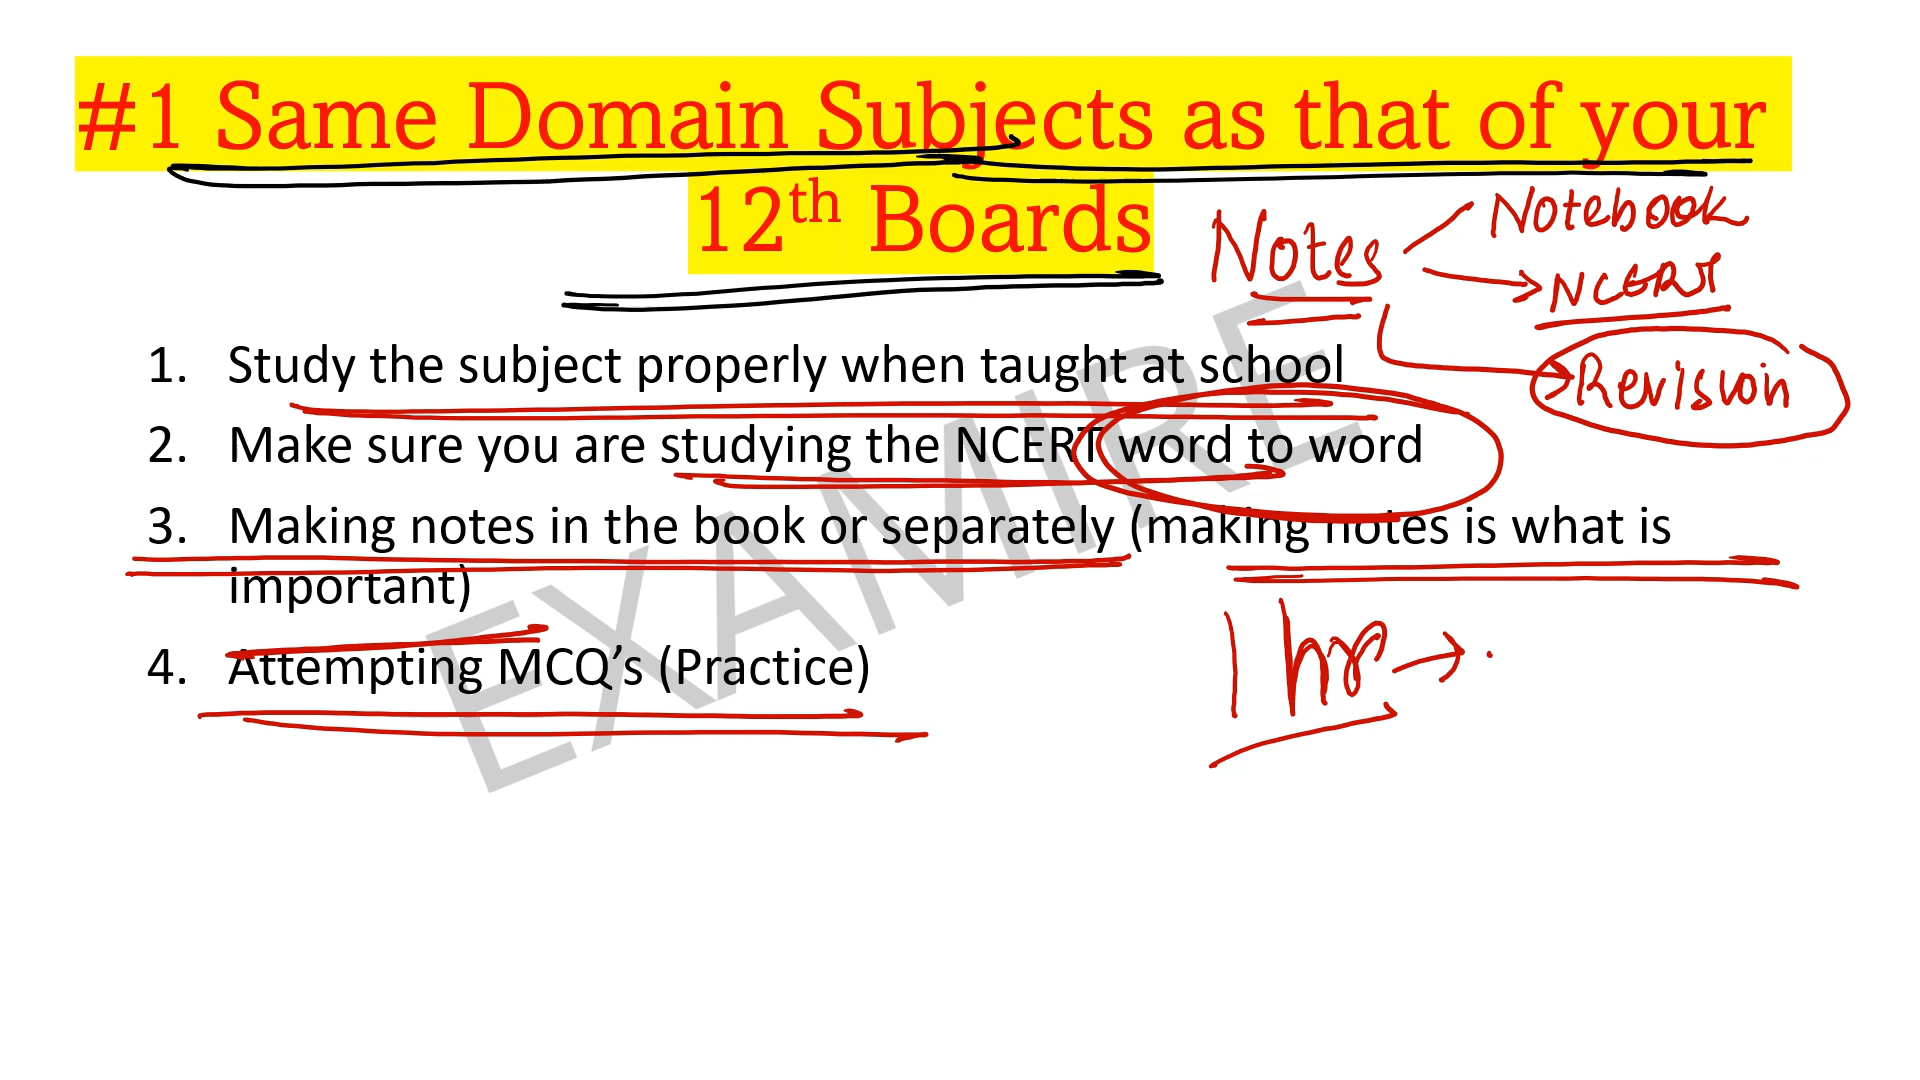 #1 Same Domain Subjects as that of your
12th Boards
Notes
Notebook
NCERT
Revision
1. Study the subject properly when taught at school
2. Make sure you are studying the NCERT word to word
3. Making notes in the book or separately (making notes is what is
important)
4. Attempting MCQ’s (Practice)
1 hr →
EXAMIRE